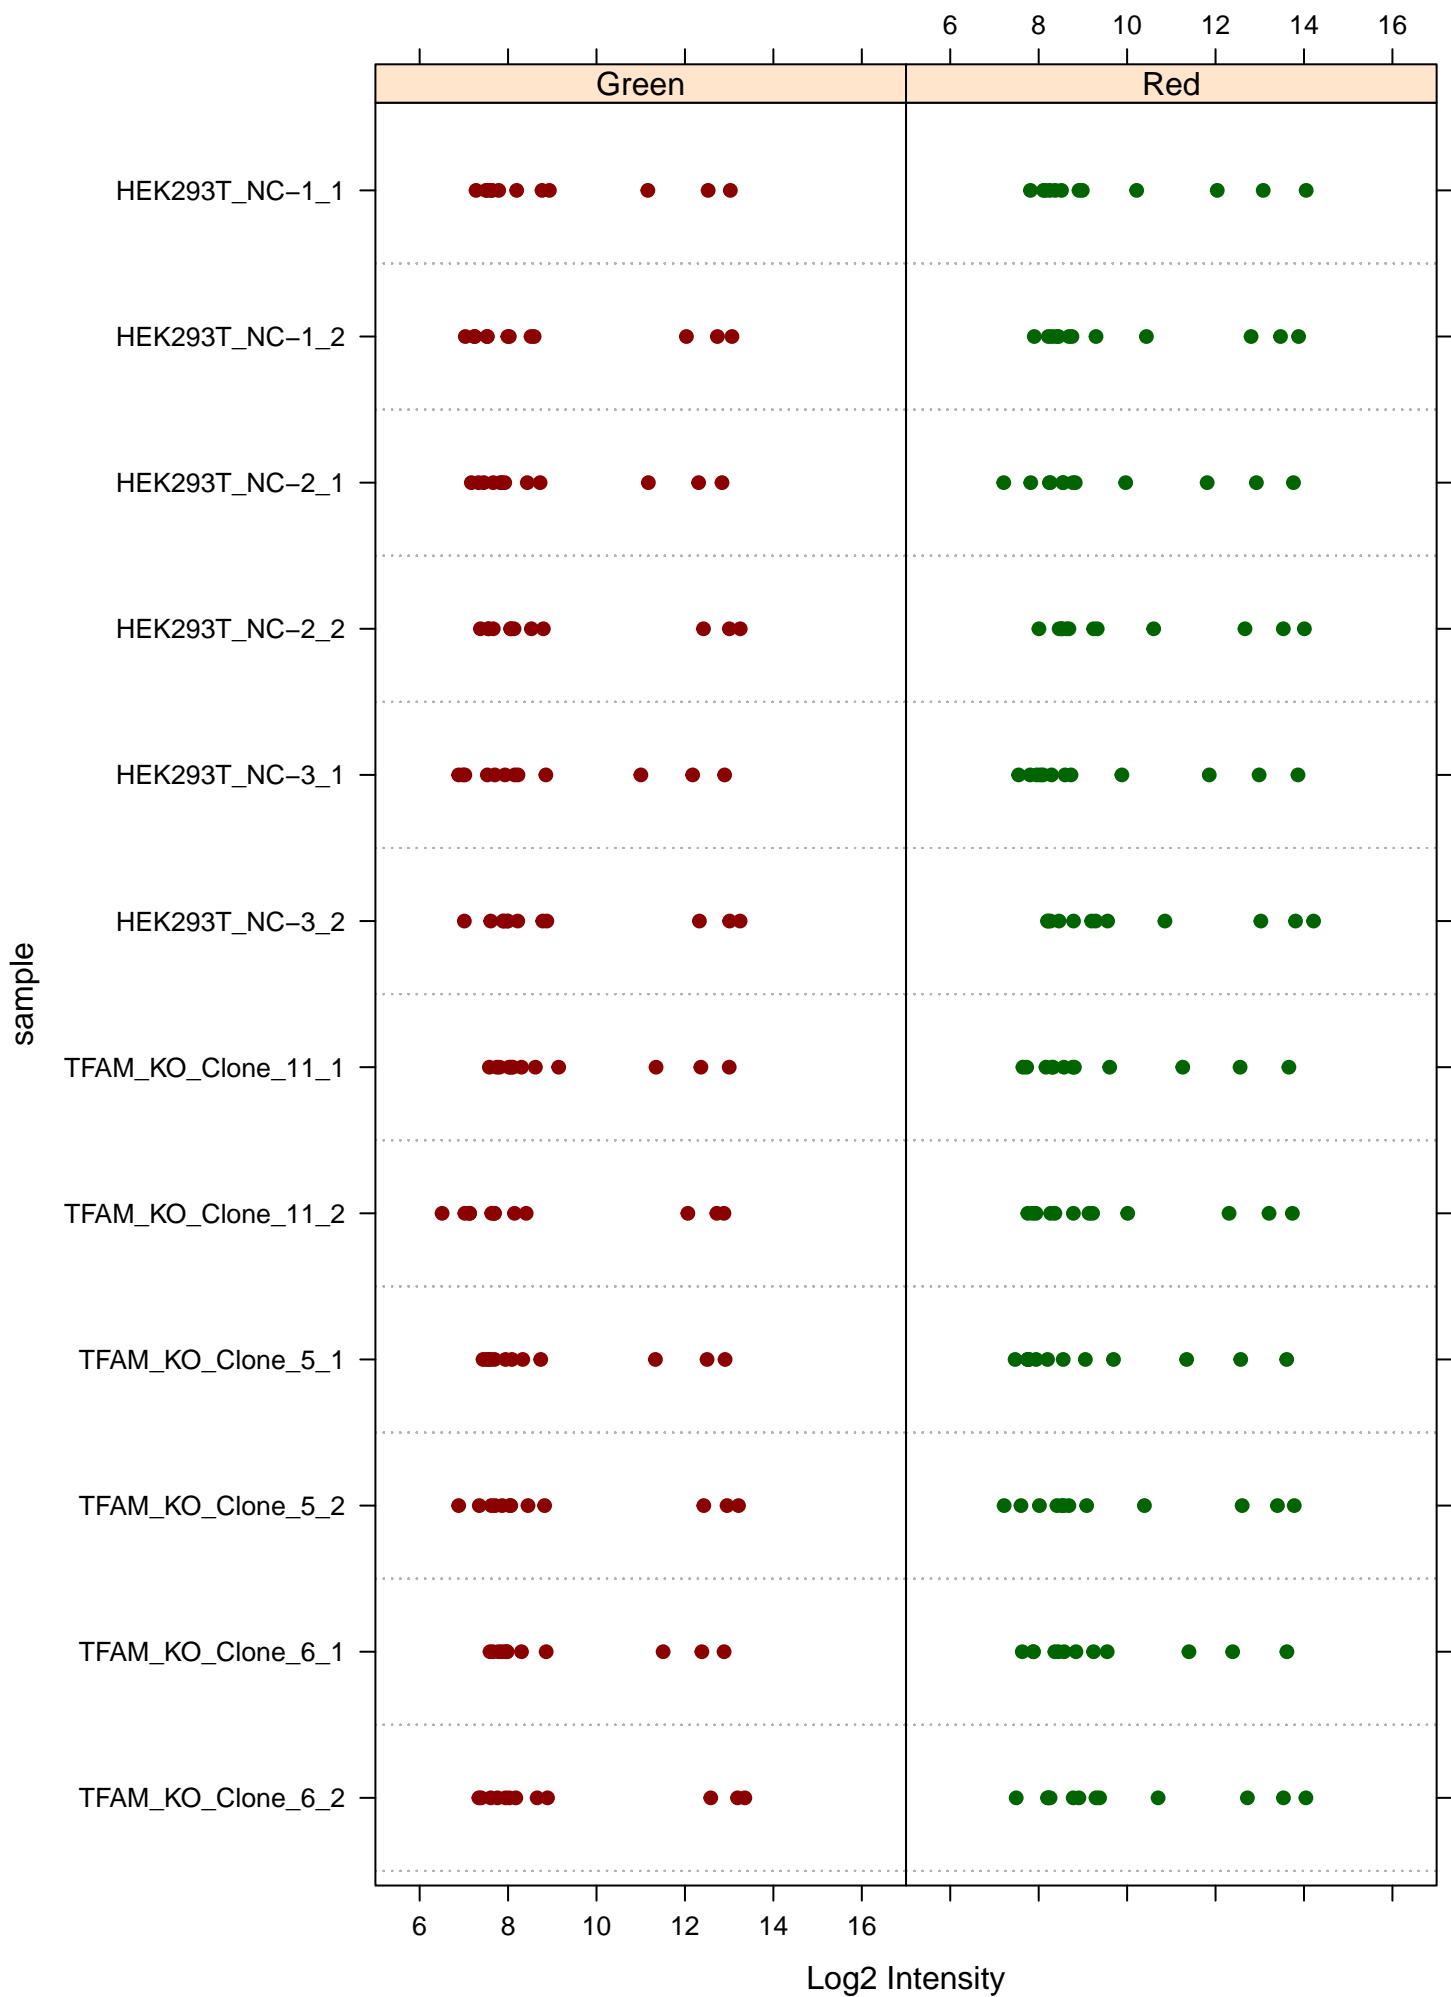 6 8 10 12 14 16
Green Red
HEK293T_NC−1_1
HEK293T_NC−1_2
HEK293T_NC−2_1
HEK293T_NC−2_2
HEK293T_NC−3_1
HEK293T_NC−3_2
sample
TFAM_KO_Clone_11_1
TFAM_KO_Clone_11_2
TFAM_KO_Clone_5_1
TFAM_KO_Clone_5_2
TFAM_KO_Clone_6_1
TFAM_KO_Clone_6_2
6 8 10 12 14 16
Log2 Intensity